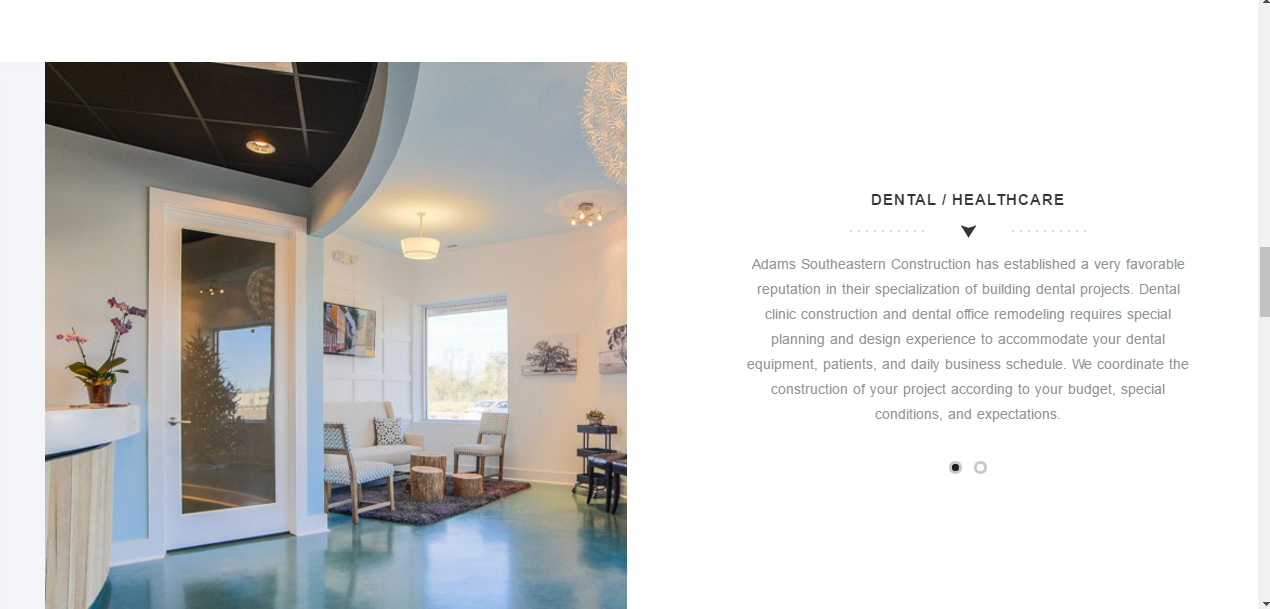 DENTAL / HEALTHCARE
Adams Southeastern Construction has established a very favorable
reputation in their specialization of building dental projects. Dental
clinic construction and dental office remodeling requires special
planning and design experience to accommodate your dental
equipment, patients, and daily business schedule. We coordinate the
construction of your project according to your budget, special
conditions, and expectations.